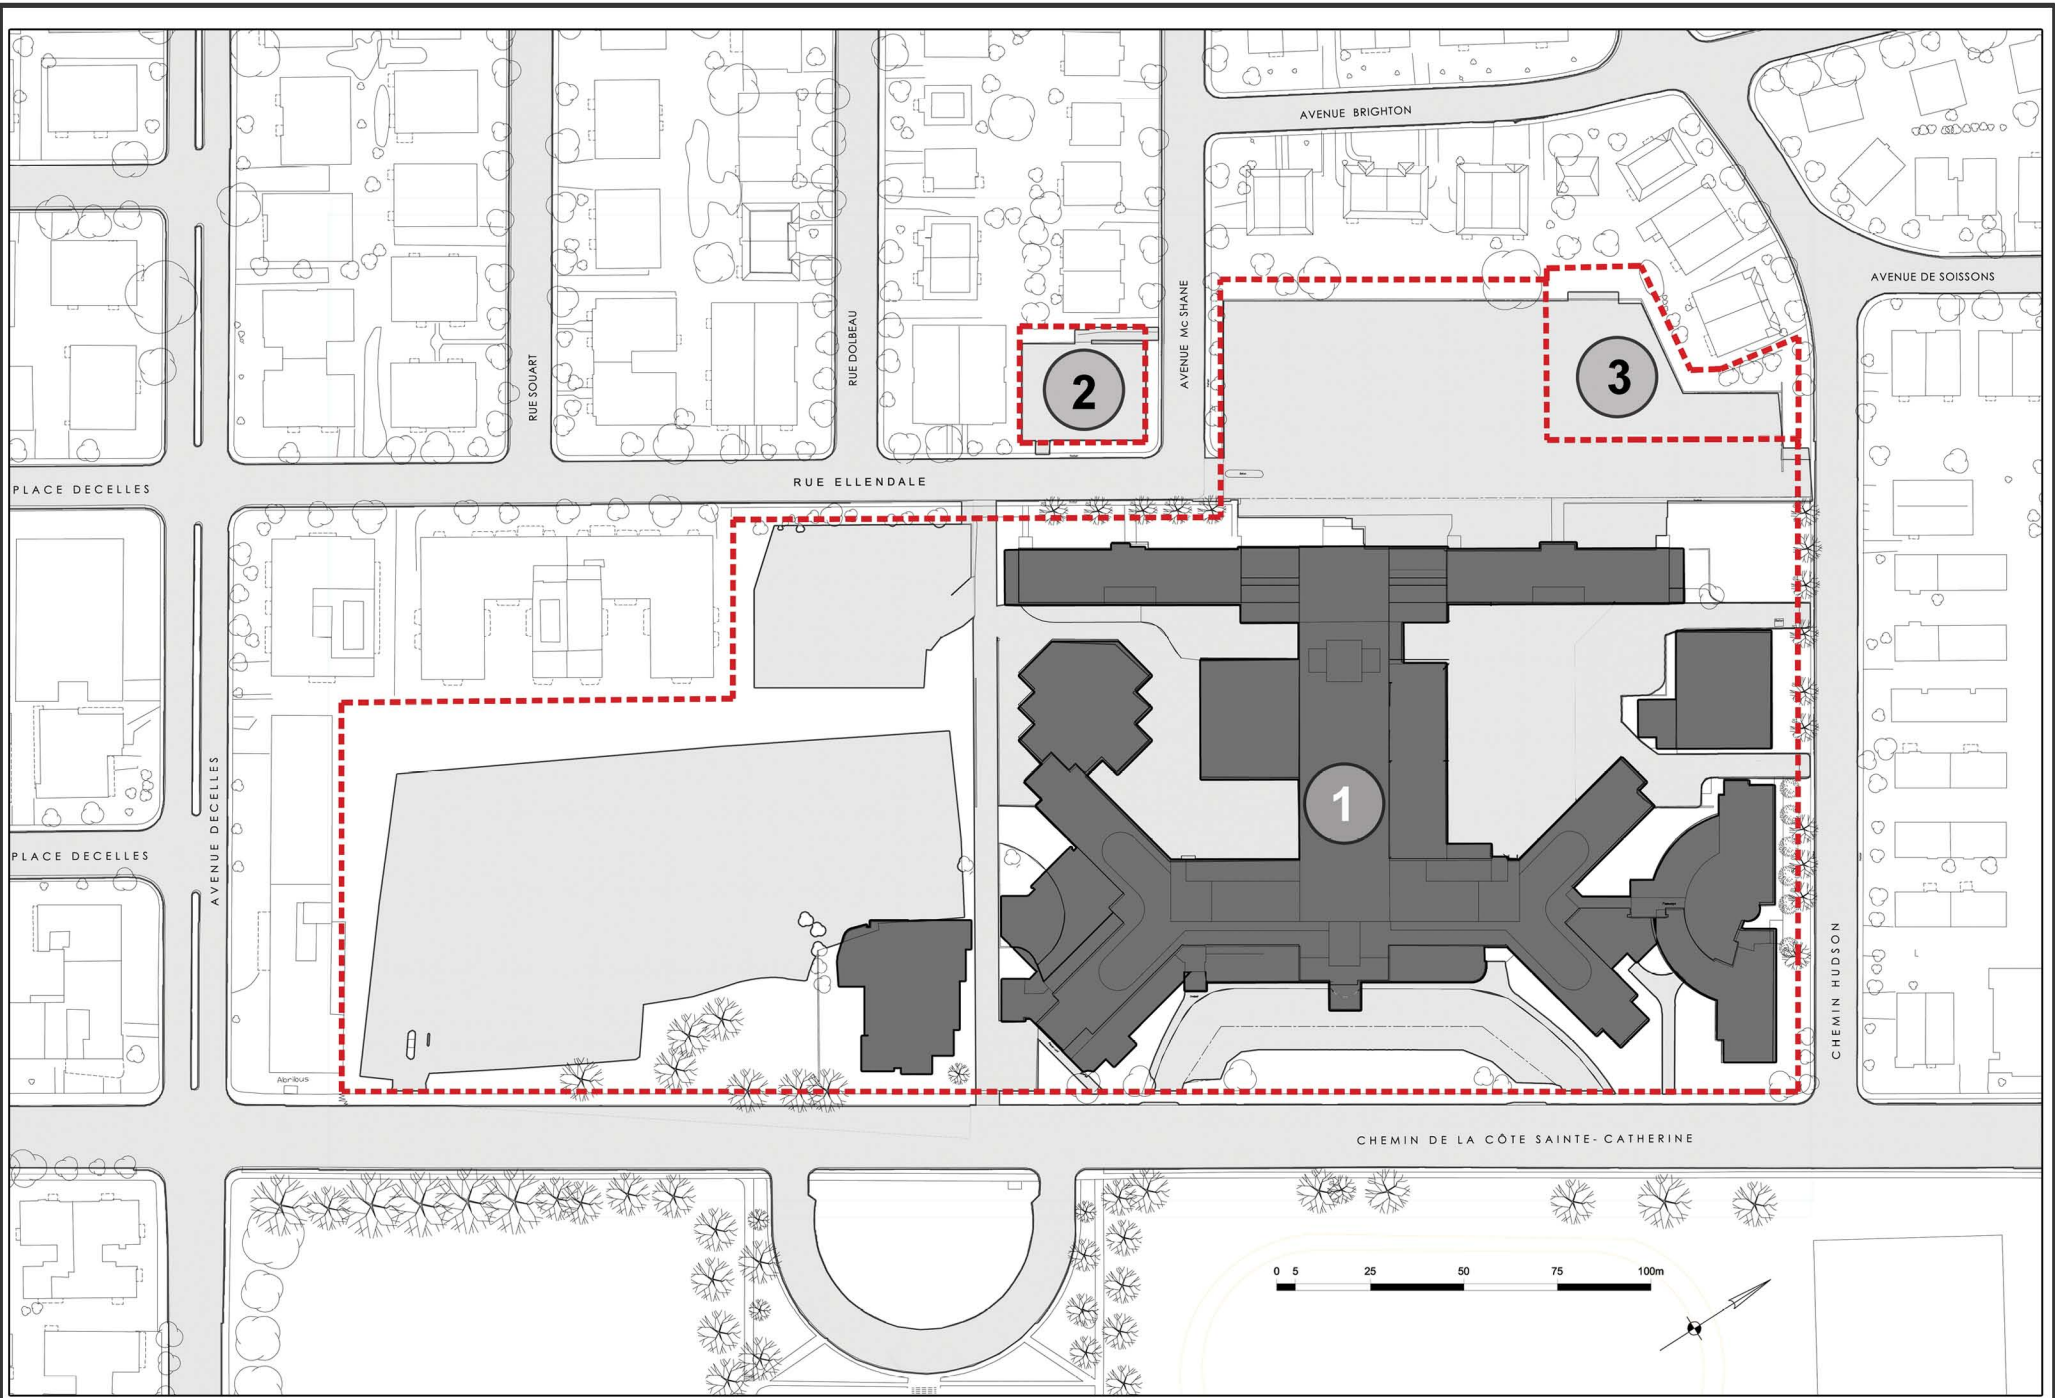 AVENUE BRIGHTON
AVENUE DE SOISSONS
AVENUE Mc SHANE
RUE DOLBEAU
RUE SOUART
2
3
RUE ELLENDALE
PLACE DECELLES
1
AVENUE DECELLES
PLACE DECELLES
CHEMIN HUDSON
Abribus
CHEMIN DE LA CÔTE SAINTE- CATHERINE
0 5 25 50 75 100m